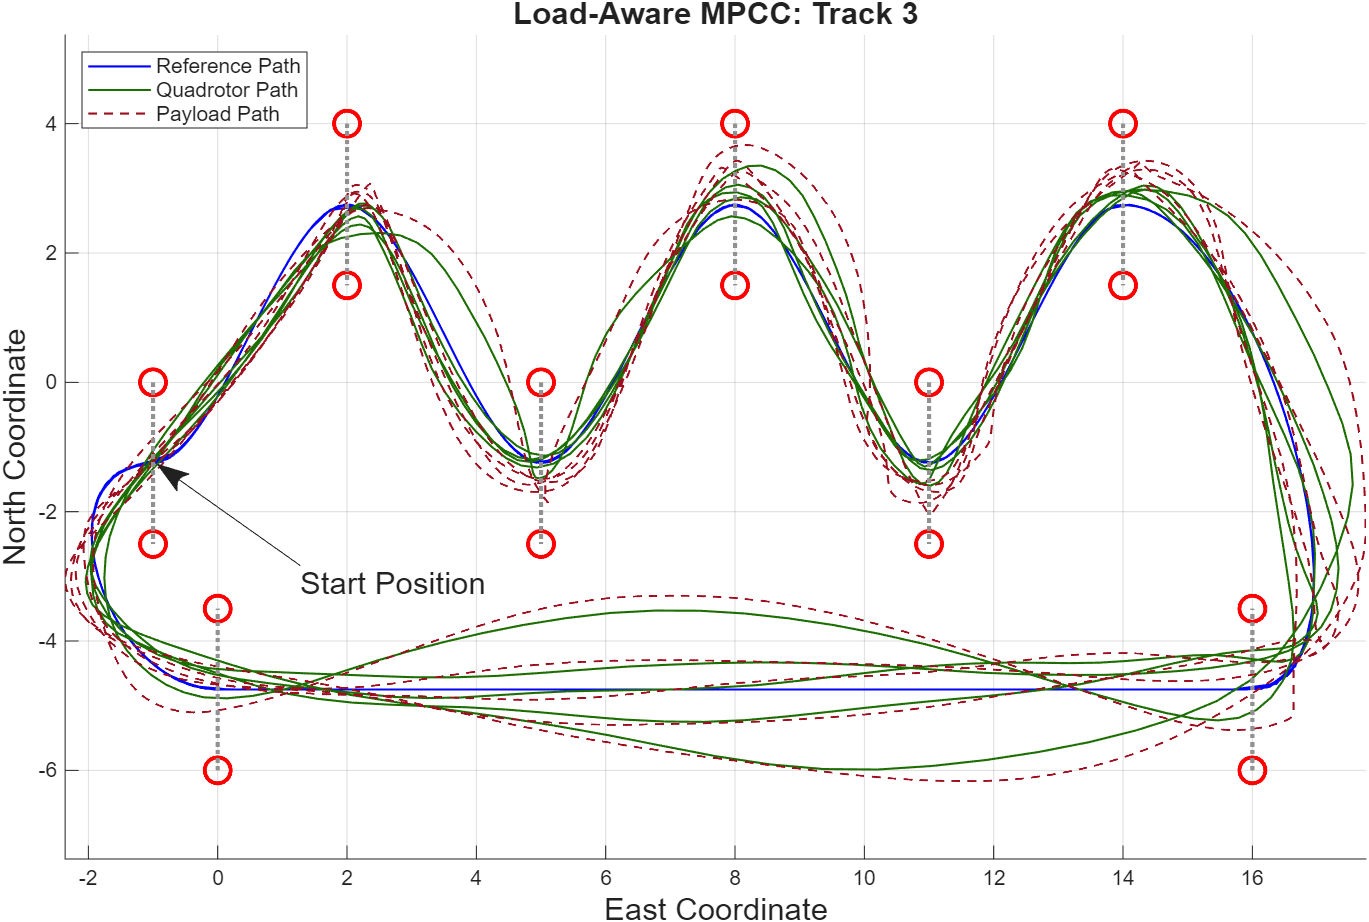 Load-Aware MPCC: Track 3
Reference Path
Quadrotor Path
Payload Path
4
2
0
-2
-4
-6
North Coordinate
Start Position
-2 0 2 4 6 8 10 12 14 16
East Coordinate